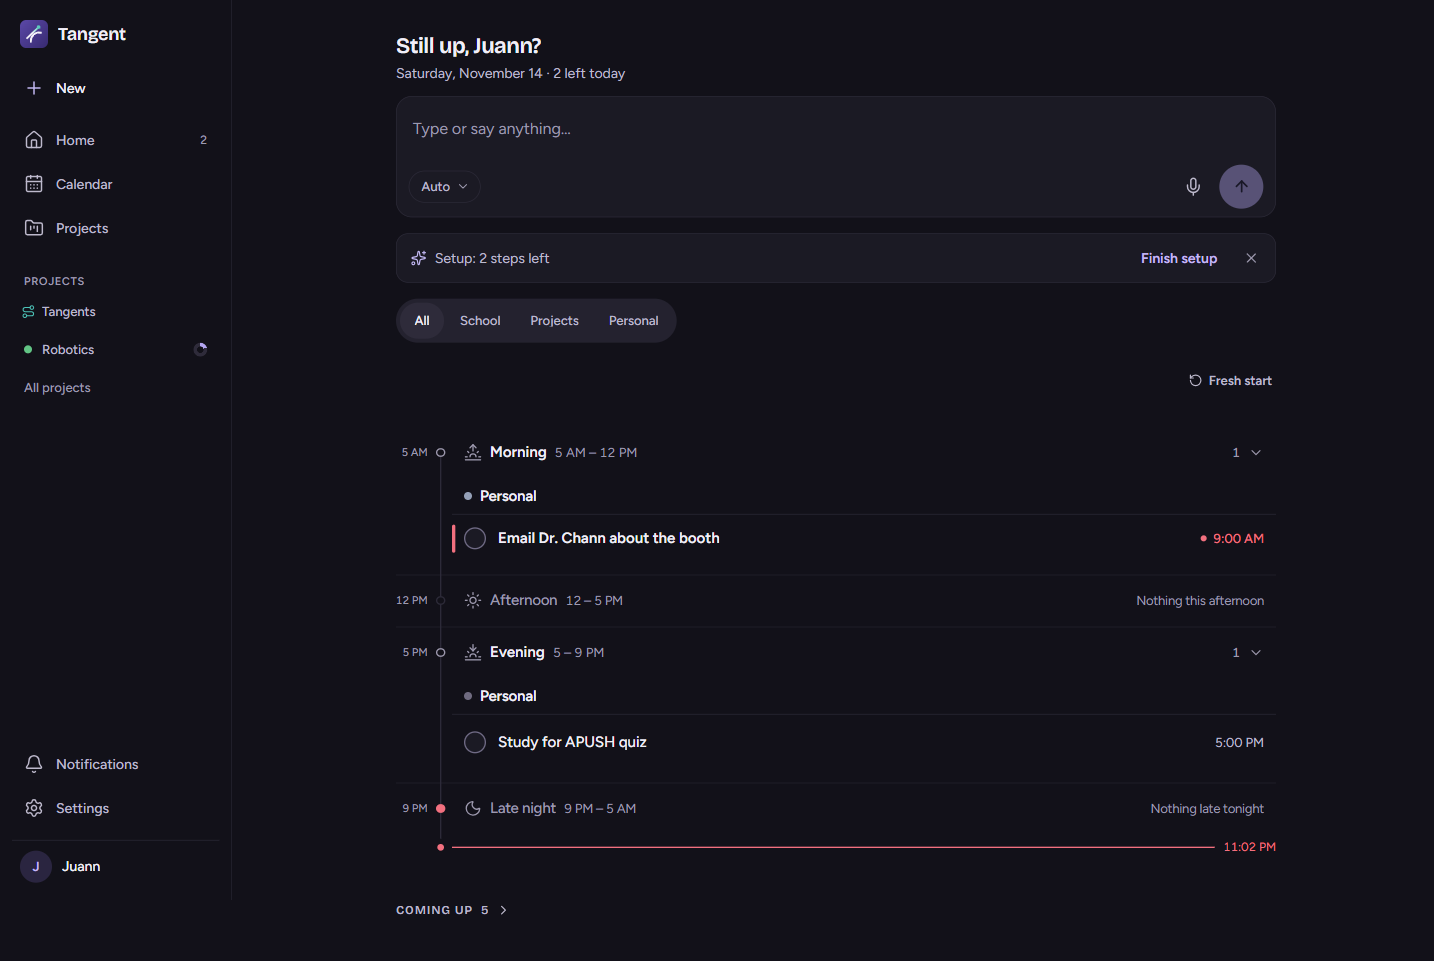 Tangent
New
Home 2
Calendar
Projects
PROJECTS
Tangents
Robotics
All projects
Notifications
Settings
J Juann
Still up, Juann?
Saturday, November 14 · 2 left today
Type or say anything...
Auto
Setup: 2 steps left Finish setup
All School Projects Personal
Fresh start
5 AM Morning 5 AM – 12 PM 1
Personal
Email Dr. Chann about the booth 9:00 AM
12 PM Afternoon 12 – 5 PM Nothing this afternoon
5 PM Evening 5 – 9 PM 1
Personal
Study for APUSH quiz 5:00 PM
9 PM Late night 9 PM – 5 AM Nothing late tonight
11:02 PM
COMING UP 5